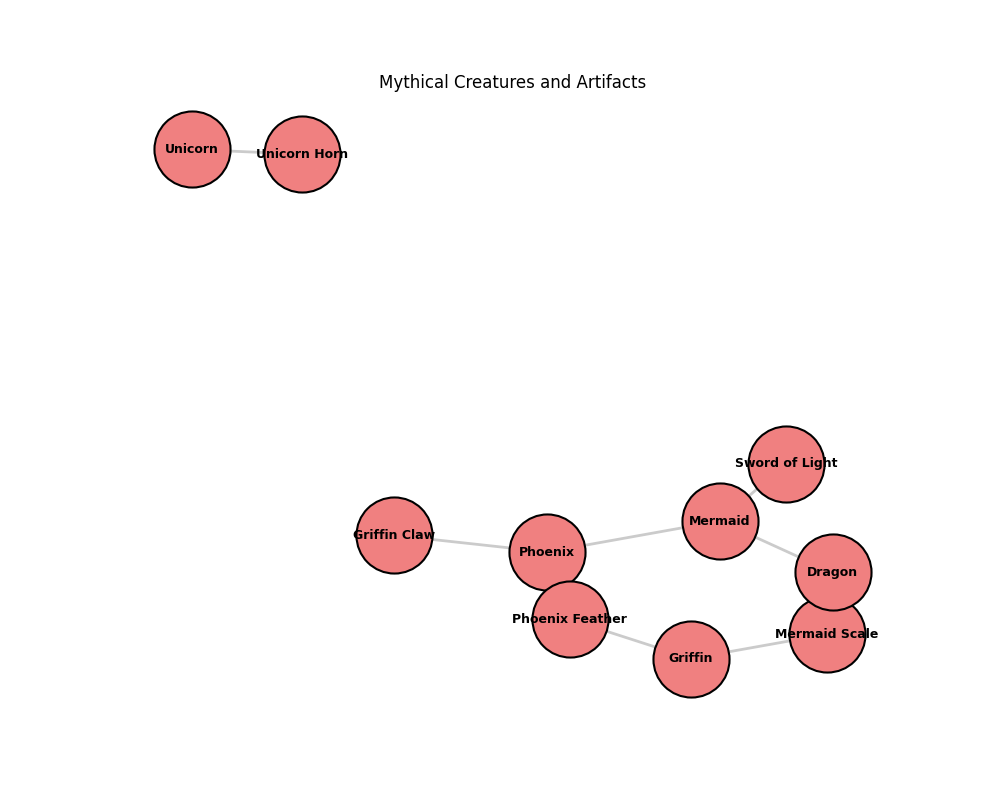 Mythical Creatures and Artifacts
Unicorn
Unicorn Horn
Sword of Light
Mermaid
Griffin Claw
Phoenix
Dragon
Phoenix Feather
Mermaid Scale
Griffin